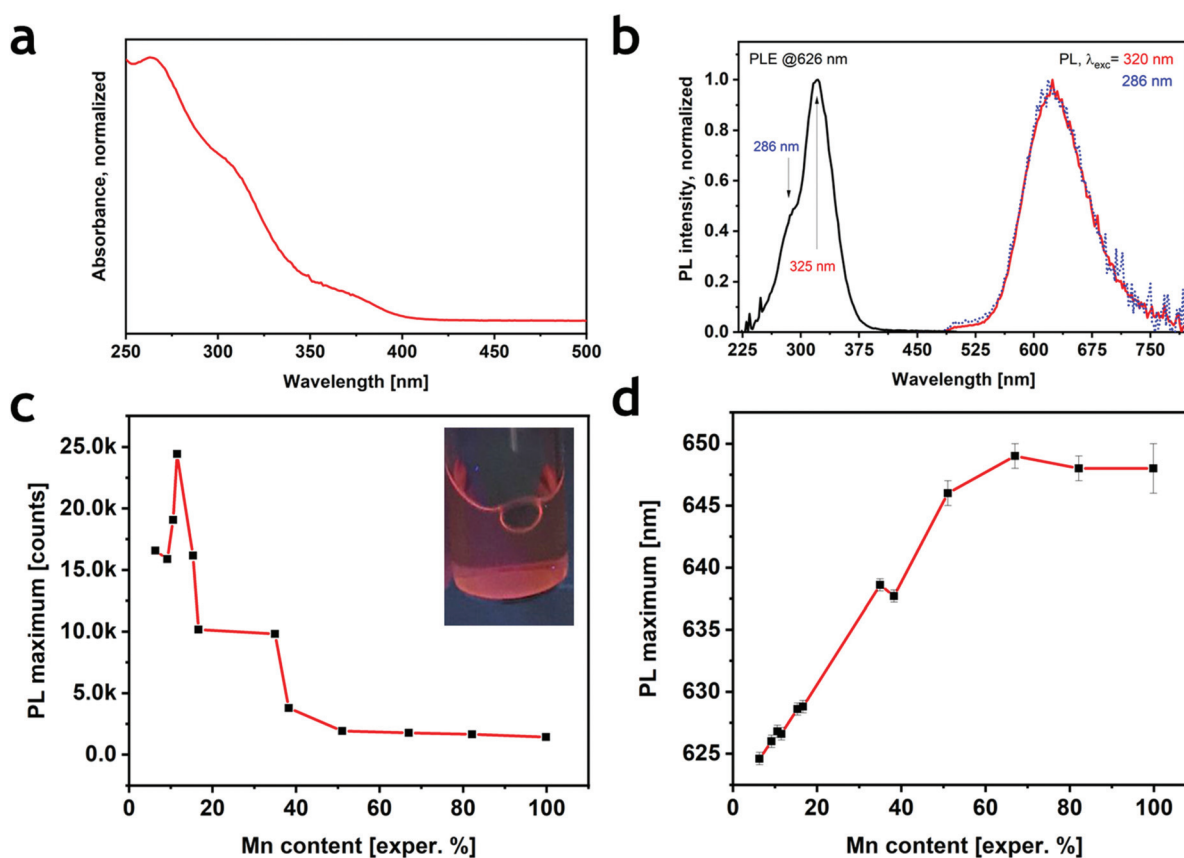 a
Absorbance, normalized
250 300 350 400 450 500
Wavelength [nm]
b
PLE @626 nm
PL, λexc= 320 nm
286 nm
286 nm
325 nm
PL intensity, normalized
1.0
0.8
0.6
0.4
0.2
0.0
225 300 375 450 525 600 675 750
Wavelength [nm]
c
PL maximum [counts]
25.0k
20.0k
15.0k
10.0k
5.0k
0.0
0 20 40 60 80 100
Mn content [exper. %]
d
PL maximum [nm]
650
645
640
635
630
625
0 20 40 60 80 100
Mn content [exper. %]